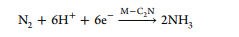 N₂ + 6H⁺ + 6e⁻ M−C₂N 2NH₃